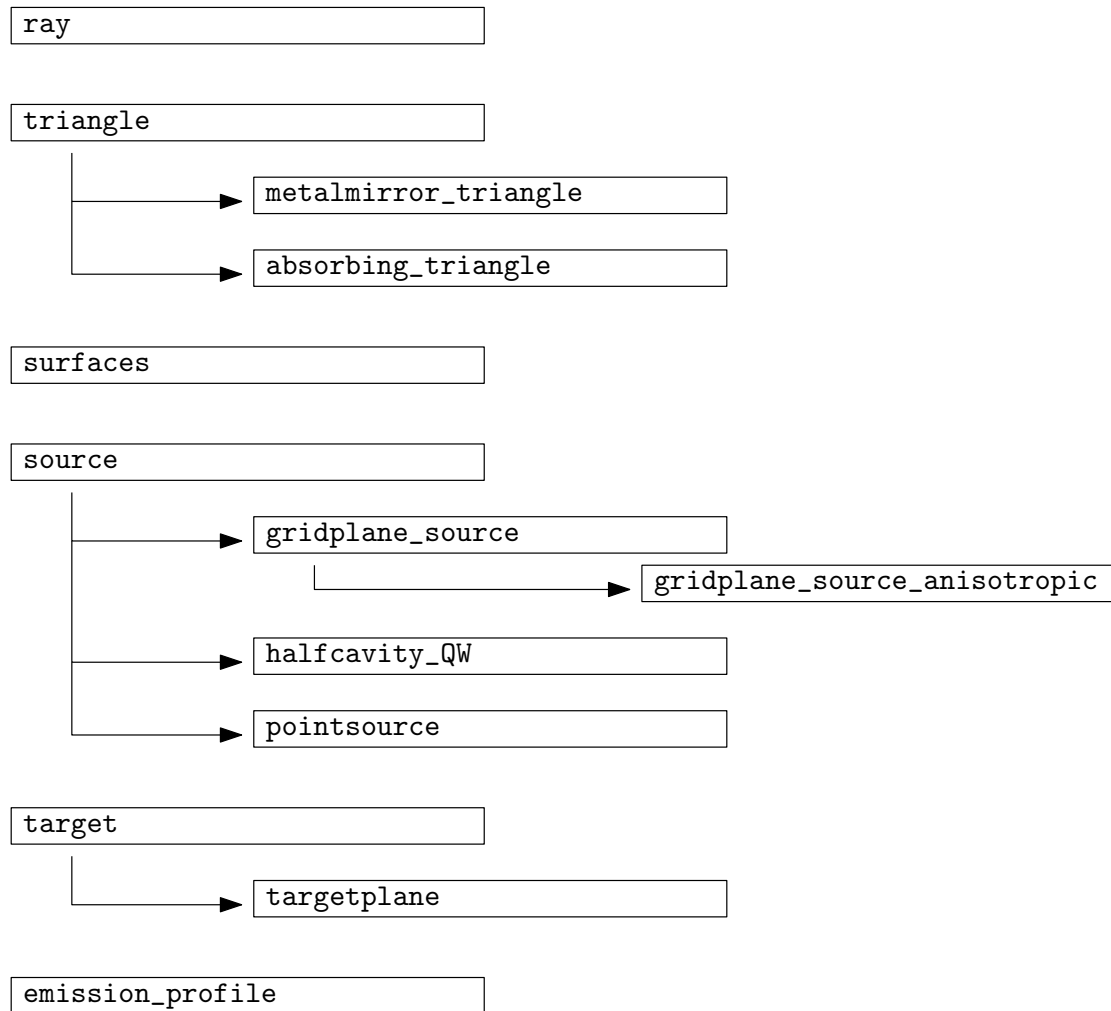 ray
triangle
metalmirror_triangle
absorbing_triangle
surfaces
source
gridplane_source
gridplane_source_anisotropic
halfcavity_QW
pointsource
target
targetplane
emission_profile